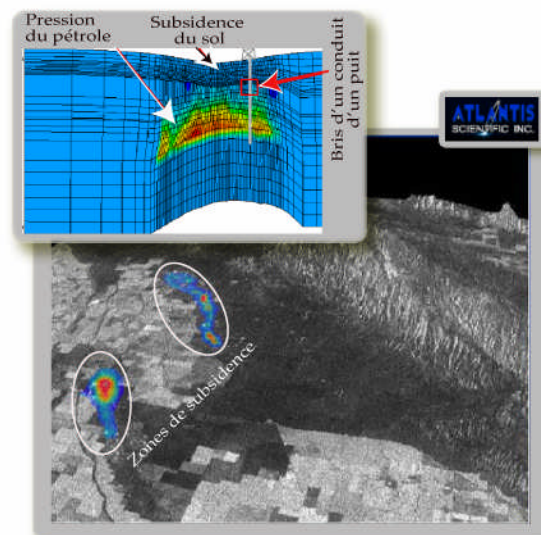 Pression
du pétrole
Subsidence
du sol
Bris d'un conduit
d'un puit
ATLANTIS
SCIENTIFIC INC.
Zones de subsidence